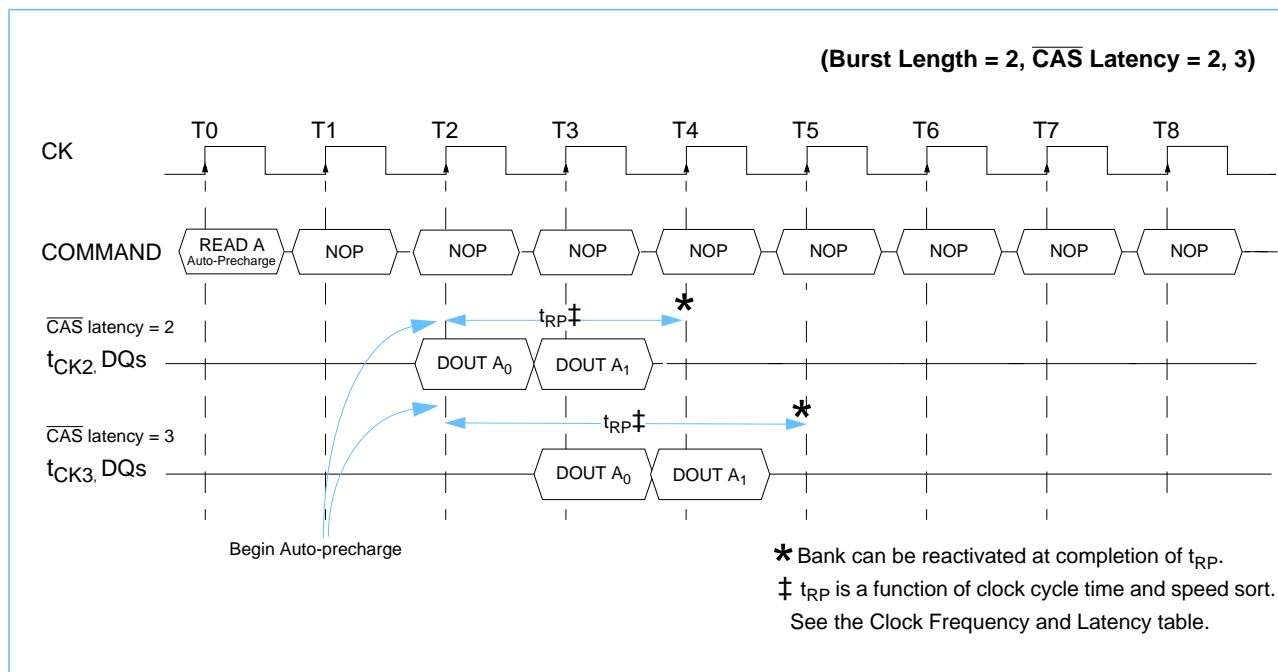 (Burst Length = 2, CAS Latency = 2, 3)
T0 T1 T2 T3 T4 T5 T6 T7 T8
CK
COMMAND
READ A
Auto-Precharge
NOP NOP NOP NOP NOP NOP NOP NOP
*
tRP‡
CAS latency = 2
tCK2, DQs
DOUT A0 DOUT A1
*
tRP‡
CAS latency = 3
tCK3, DQs
DOUT A0 DOUT A1
Begin Auto-precharge
* Bank can be reactivated at completion of tRP.
‡ tRP is a function of clock cycle time and speed sort.
See the Clock Frequency and Latency table.